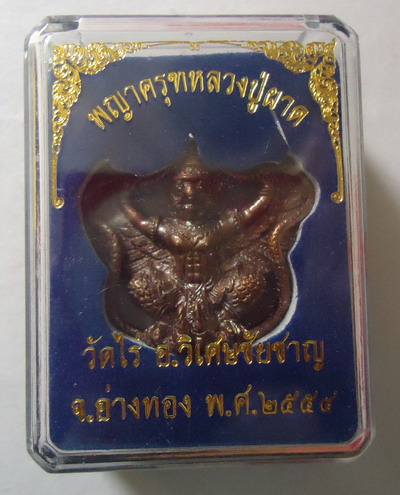 พญาครุฑหลวงปู่ผาด
วัดไร่ อ.วิเศษชัยชาญ
จ.อ่างทอง พ.ศ.๒๕๕๔